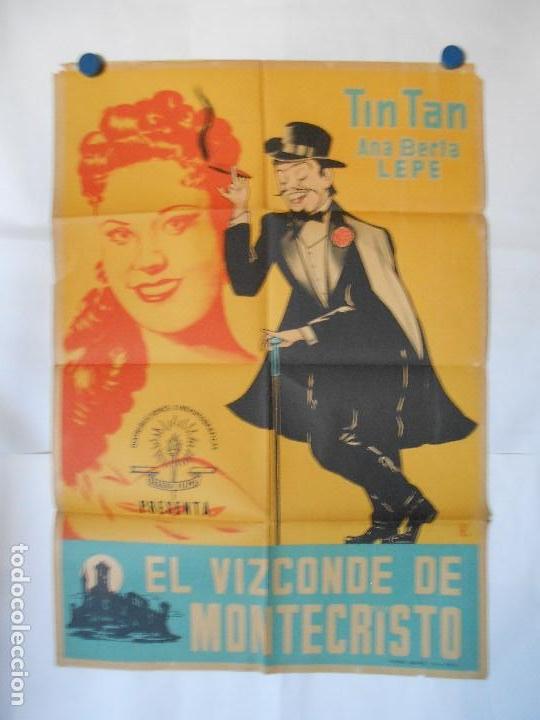 Tin Tan
Ana Berta
LEPE
PRESENTA
EL VIZCONDE DE
MONTECRISTO
todocoleccion